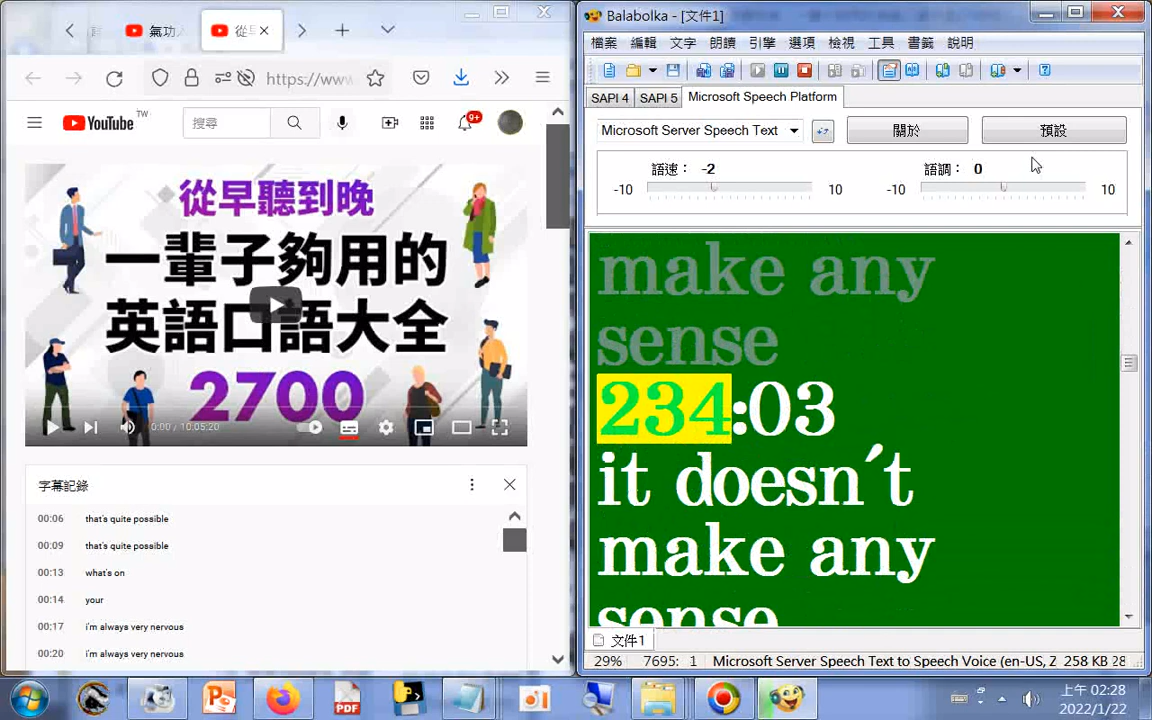 氣功
從
https://www
YouTube TW
搜尋
9+
從早聽到晚
一輩子夠用的
英語口語大全
2700
0:00 / 10:05:20
字幕記錄
00:06 that's quite possible
00:09 that's quite possible
00:13 what's on
00:14 your
00:17 i'm always very nervous
00:20 i'm always very nervous
Balabolka - [文件1]
檔案 編輯 文字 朗讀 引擎 選項 檢視 工具 書籤 說明
SAPI 4 SAPI 5 Microsoft Speech Platform
Microsoft Server Speech Text 關於 預設
語速： -2 語調： 0
-10 10 -10 10
make any
sense
234:03
it doesn´t
make any
sense
文件1
29% 7695: 1 Microsoft Server Speech Text to Speech Voice (en-US, Z 258 KB 28
PDF
上午 02:28
2022/1/22